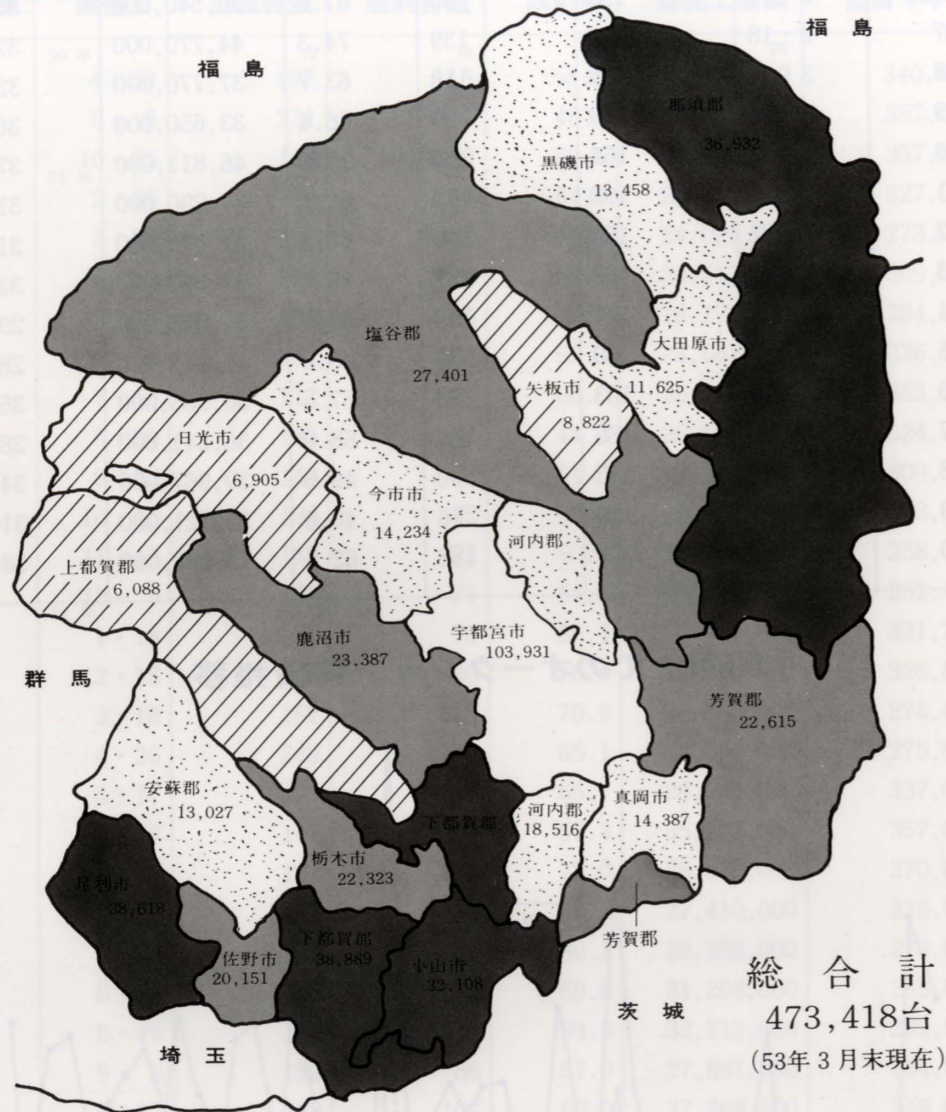 福　島
福　島
那須郡
36,932
黒磯市
13,458
塩谷郡
27,401
大田原市
11,625
矢板市
8,822
日光市
6,905
今市市
14,234
河内郡
上都賀郡
6,088
宇都宮市
103,931
鹿沼市
23,387
群　馬
芳賀郡
22,615
安蘇郡
13,027
河内郡
18,516
真岡市
14,387
下都賀郡
栃木市
22,323
足利市
38,618
芳賀郡
佐野市
20,151
下都賀郡
38,889
小山市
32,108
茨　城
埼　玉
総　合　計
473,418台
(53年3月末現在)